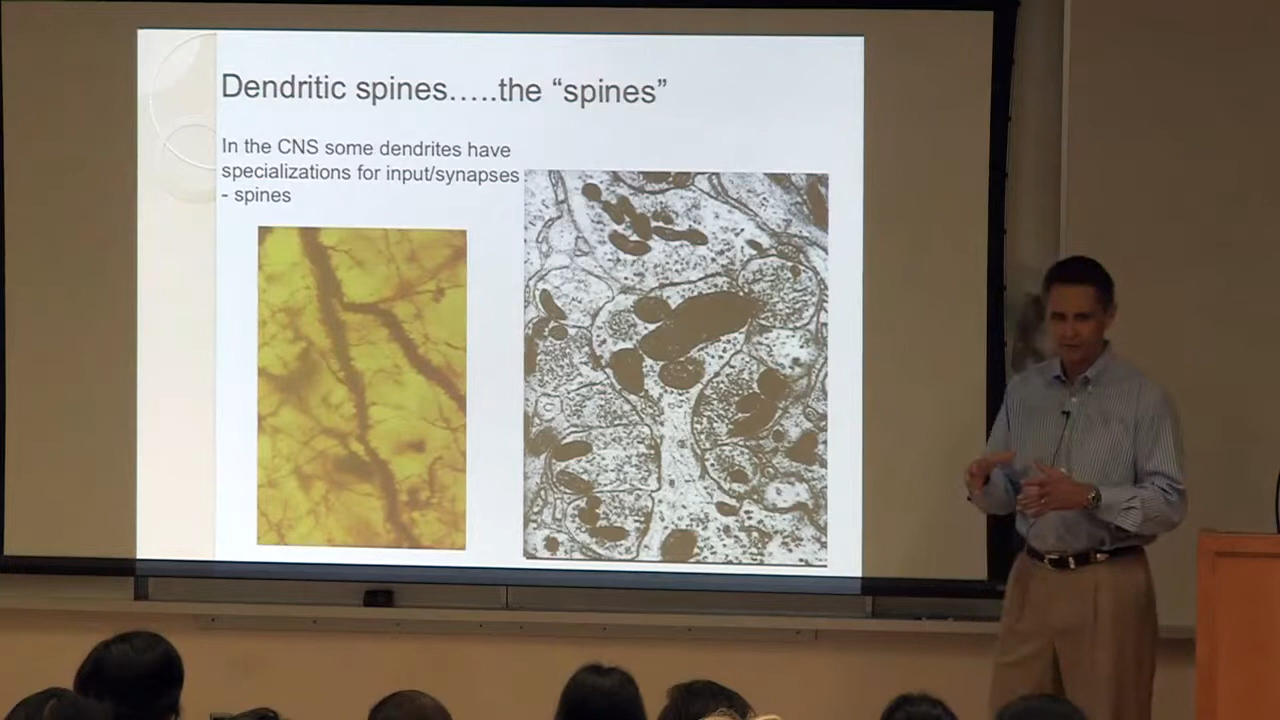 Dendritic spines.....the “spines”
In the CNS some dendrites have
specializations for input/synapses
- spines